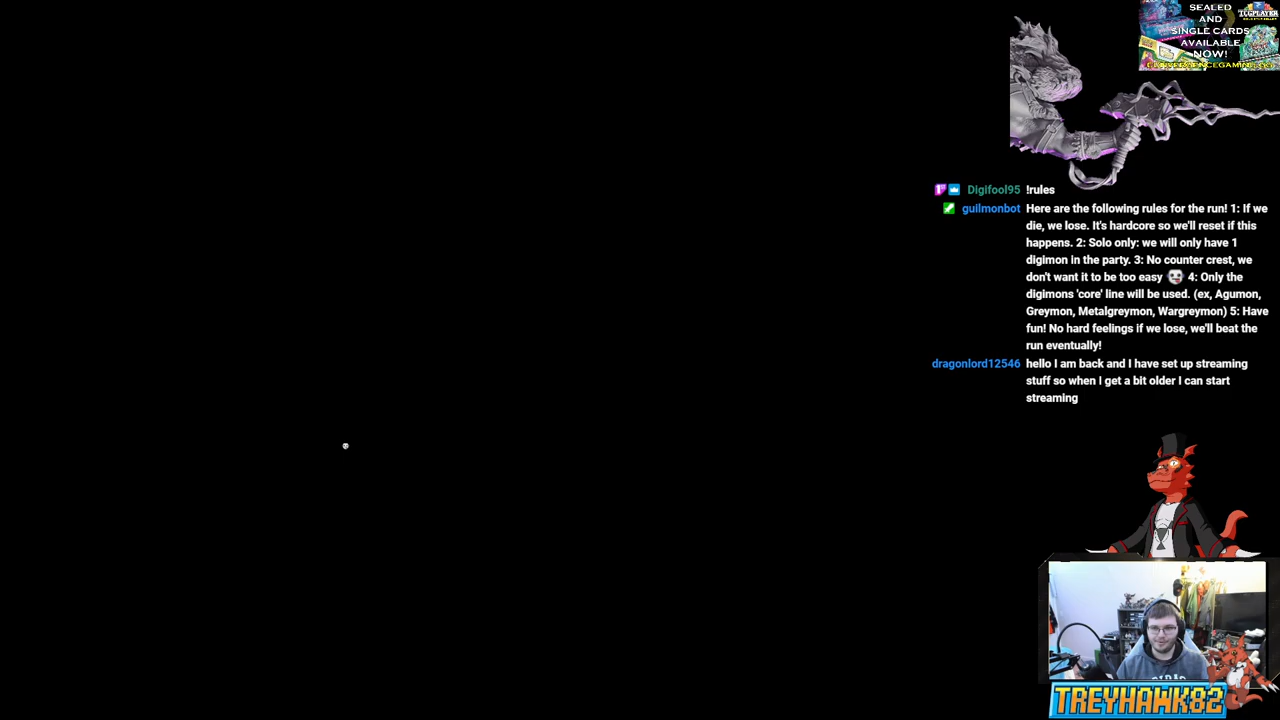 SEALED
AND
SINGLE CARDS
AVAILABLE
NOW!
TCGPLAYER
Digifool95 !rules
guilmonbot Here are the following rules for the run! 1: If we
die, we lose. It's hardcore so we'll reset if this
happens. 2: Solo only: we will only have 1
digimon in the party. 3: No counter crest, we
don't want it to be too easy 4: Only the
digimons 'core' line will be used. (ex, Agumon,
Greymon, Metalgreymon, Wargreymon) 5: Have
fun! No hard feelings if we lose, we'll beat the
run eventually!
dragonlord12546 hello I am back and I have set up streaming
stuff so when I get a bit older I can start
streaming
TREYHAWK82